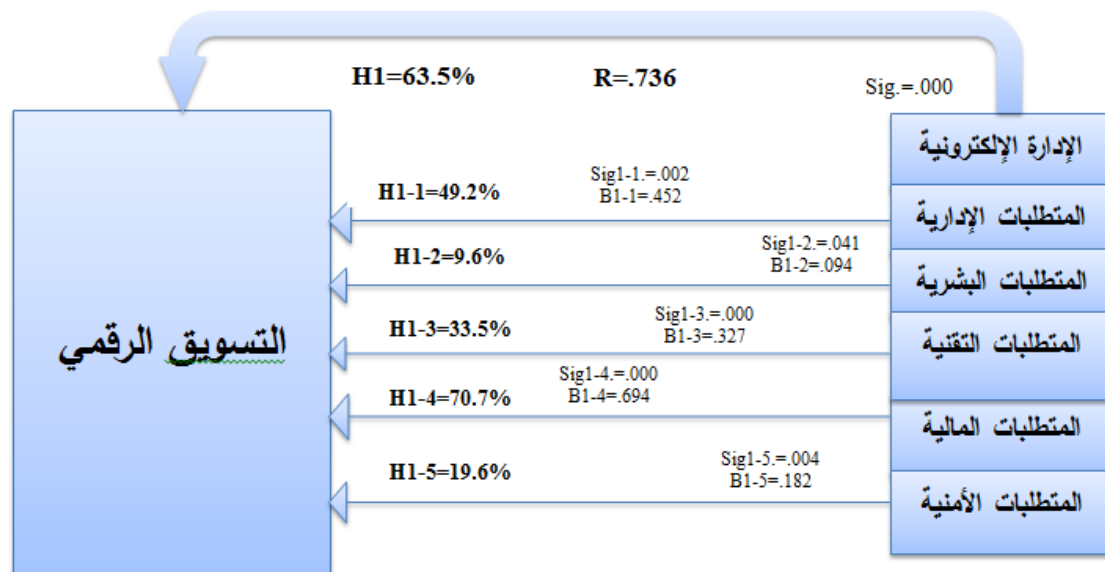 H1=63.5% R=.736 Sig.=.000
الإدارة الإلكترونية
Sig1-1.=.002
B1-1=.452
H1-1=49.2%
المتطلبات الإدارية
Sig1-2.=.041
B1-2=.094
H1-2=9.6%
المتطلبات البشرية
Sig1-3.=.000
B1-3=.327
H1-3=33.5%
المتطلبات التقنية
التسويق الرقمي
Sig1-4.=.000
B1-4=.694
H1-4=70.7%
المتطلبات المالية
Sig1-5.=.004
B1-5=.182
H1-5=19.6%
المتطلبات الأمنية